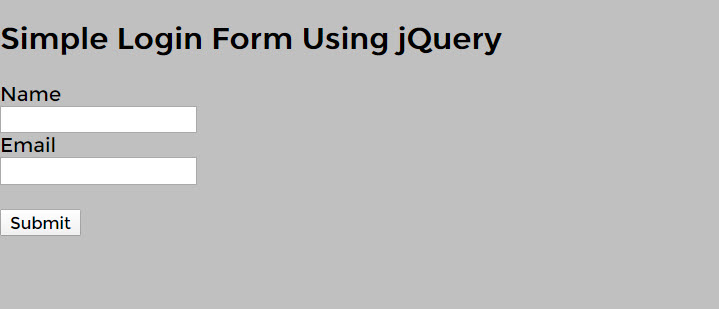 Simple Login Form Using jQuery
Name
Email
Submit